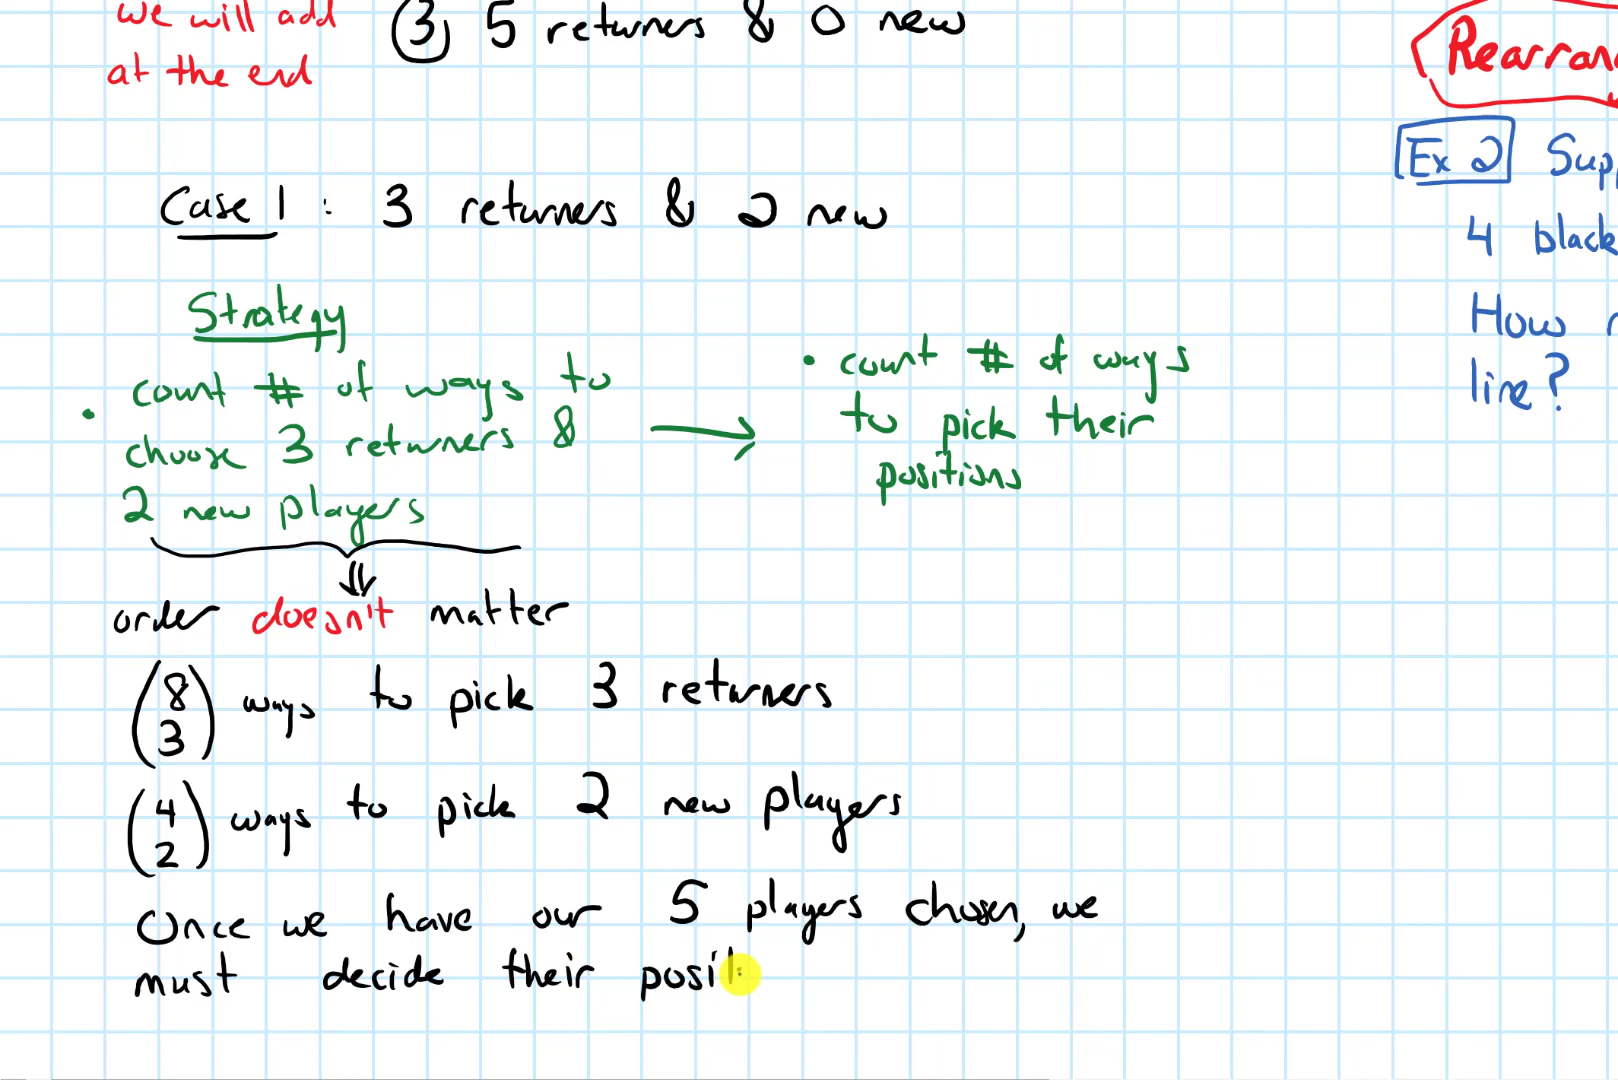 we will add
at the end
(3) 5 returners & 0 new
Case 1 : 3 returners & 2 new
Strategy
• count # of ways to
choose 3 returners &
2 new players
• count # of ways
to pick their
positions
order doesn't matter
(8 3) ways to pick 3 returners
(4 2) ways to pick 2 new players
Once we have our 5 players chosen, we
must decide their posit
Rearran
Ex 2 Supp
4 black
How
line?